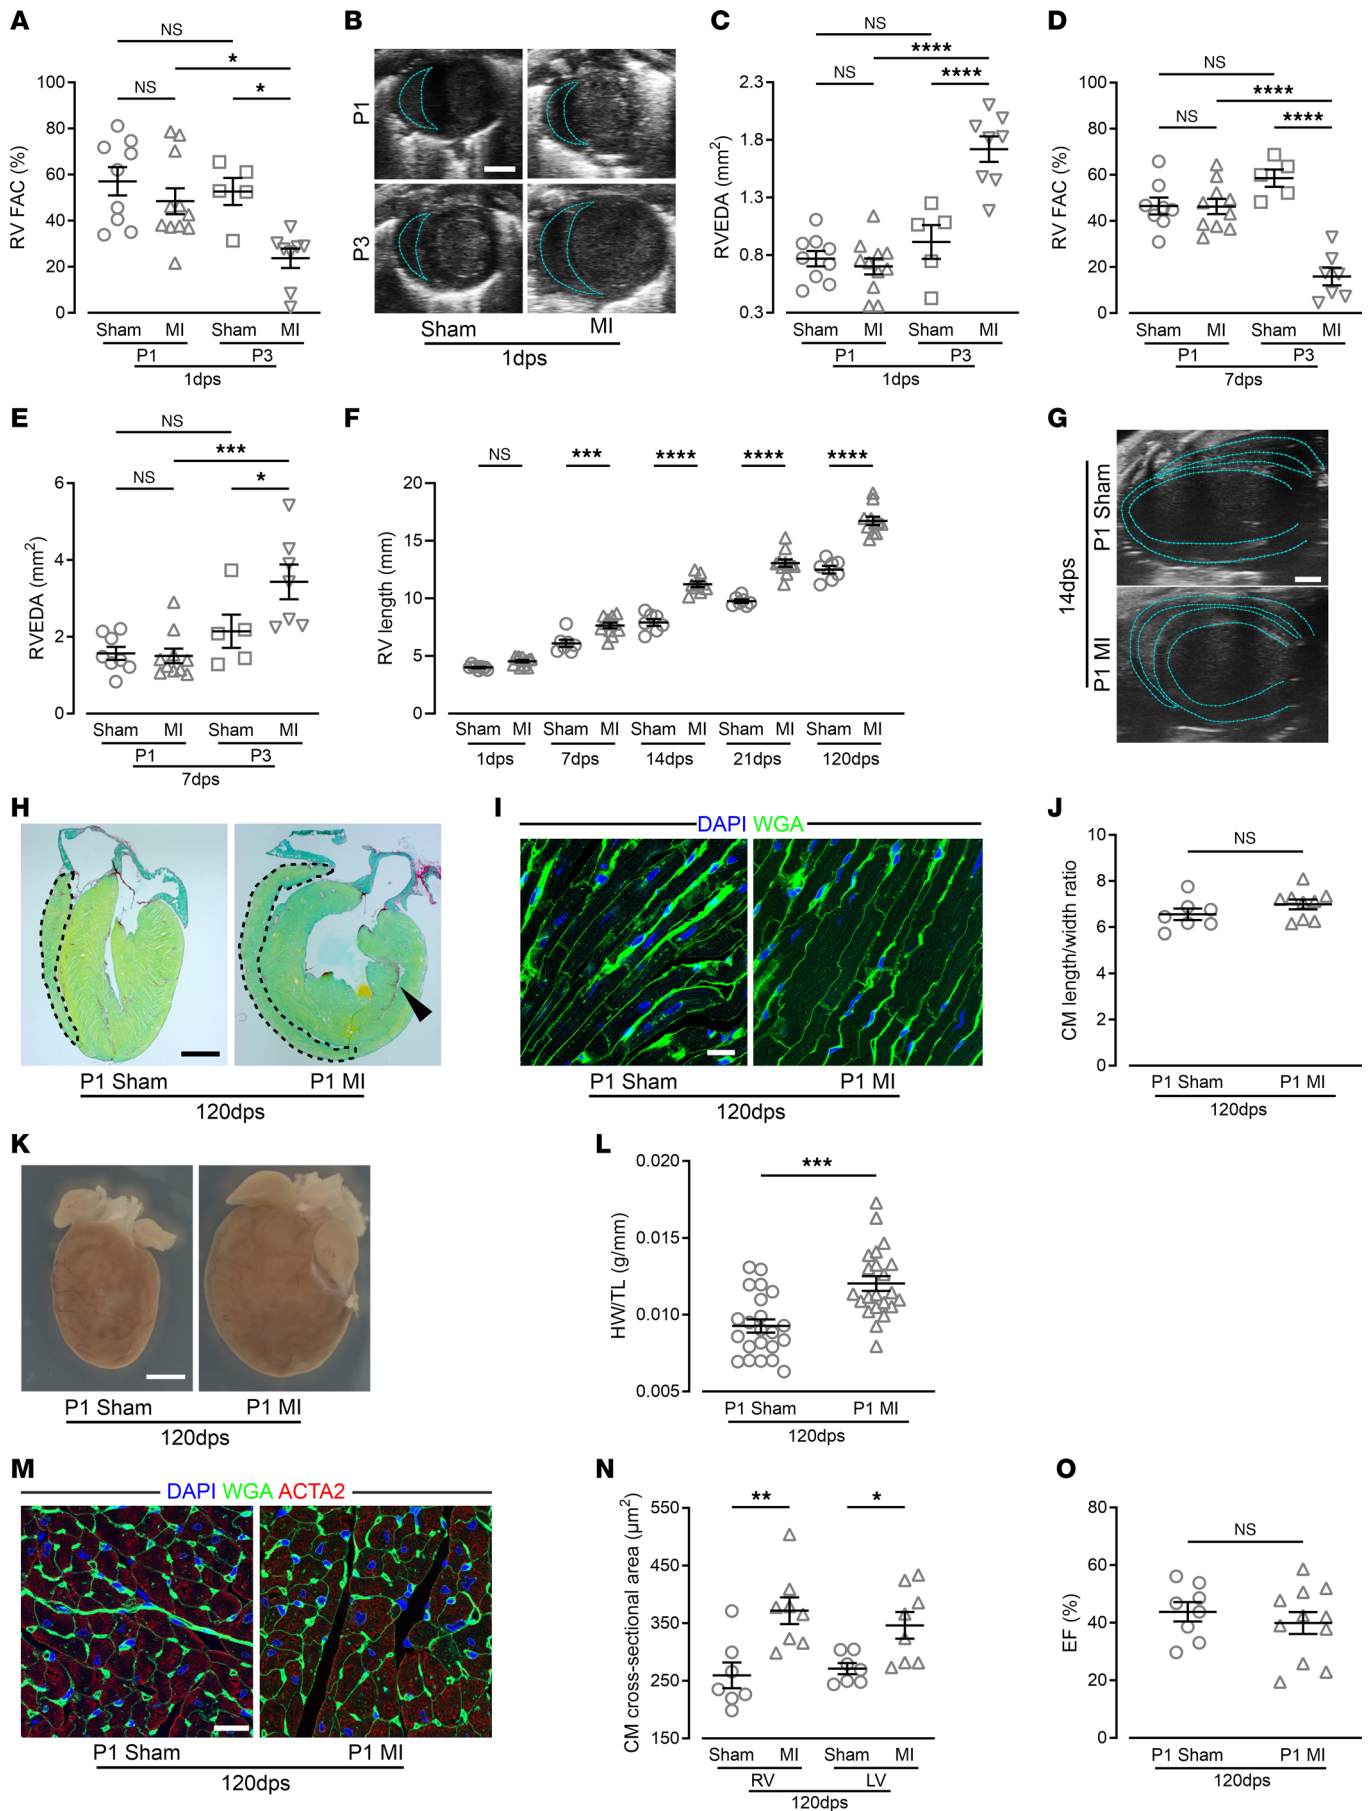 A
NS
*
NS
*
RV FAC (%)
100
80
60
40
20
0
Sham MI Sham MI
P1 P3
1dps
B
P1
P3
Sham MI
1dps
C
NS
****
NS
****
RVEDA (mm²)
2.3
1.8
1.3
0.8
0.3
Sham MI Sham MI
P1 P3
1dps
D
NS
****
NS
****
RV FAC (%)
100
80
60
40
20
0
Sham MI Sham MI
P1 P3
7dps
E
NS
***
NS
*
RVEDA (mm²)
6
4
2
0
Sham MI Sham MI
P1 P3
7dps
F
NS *** **** **** ****
RV length (mm)
20
15
10
5
0
Sham MI Sham MI Sham MI Sham MI Sham MI
1dps 7dps 14dps 21dps 120dps
G
14dps
P1 Sham
P1 MI
H
P1 Sham P1 MI
120dps
I
DAPI WGA
P1 Sham P1 MI
120dps
J
NS
CM length/width ratio
10
8
6
4
2
0
P1 Sham P1 MI
120dps
K
P1 Sham P1 MI
120dps
L
***
HW/TL (g/mm)
0.020
0.015
0.010
0.005
P1 Sham P1 MI
120dps
M
DAPI WGA ACTA2
P1 Sham P1 MI
120dps
N
** *
CM cross-sectional area (µm²)
550
450
350
250
150
Sham MI Sham MI
RV LV
120dps
O
NS
EF (%)
80
60
40
20
0
P1 Sham P1 MI
120dps